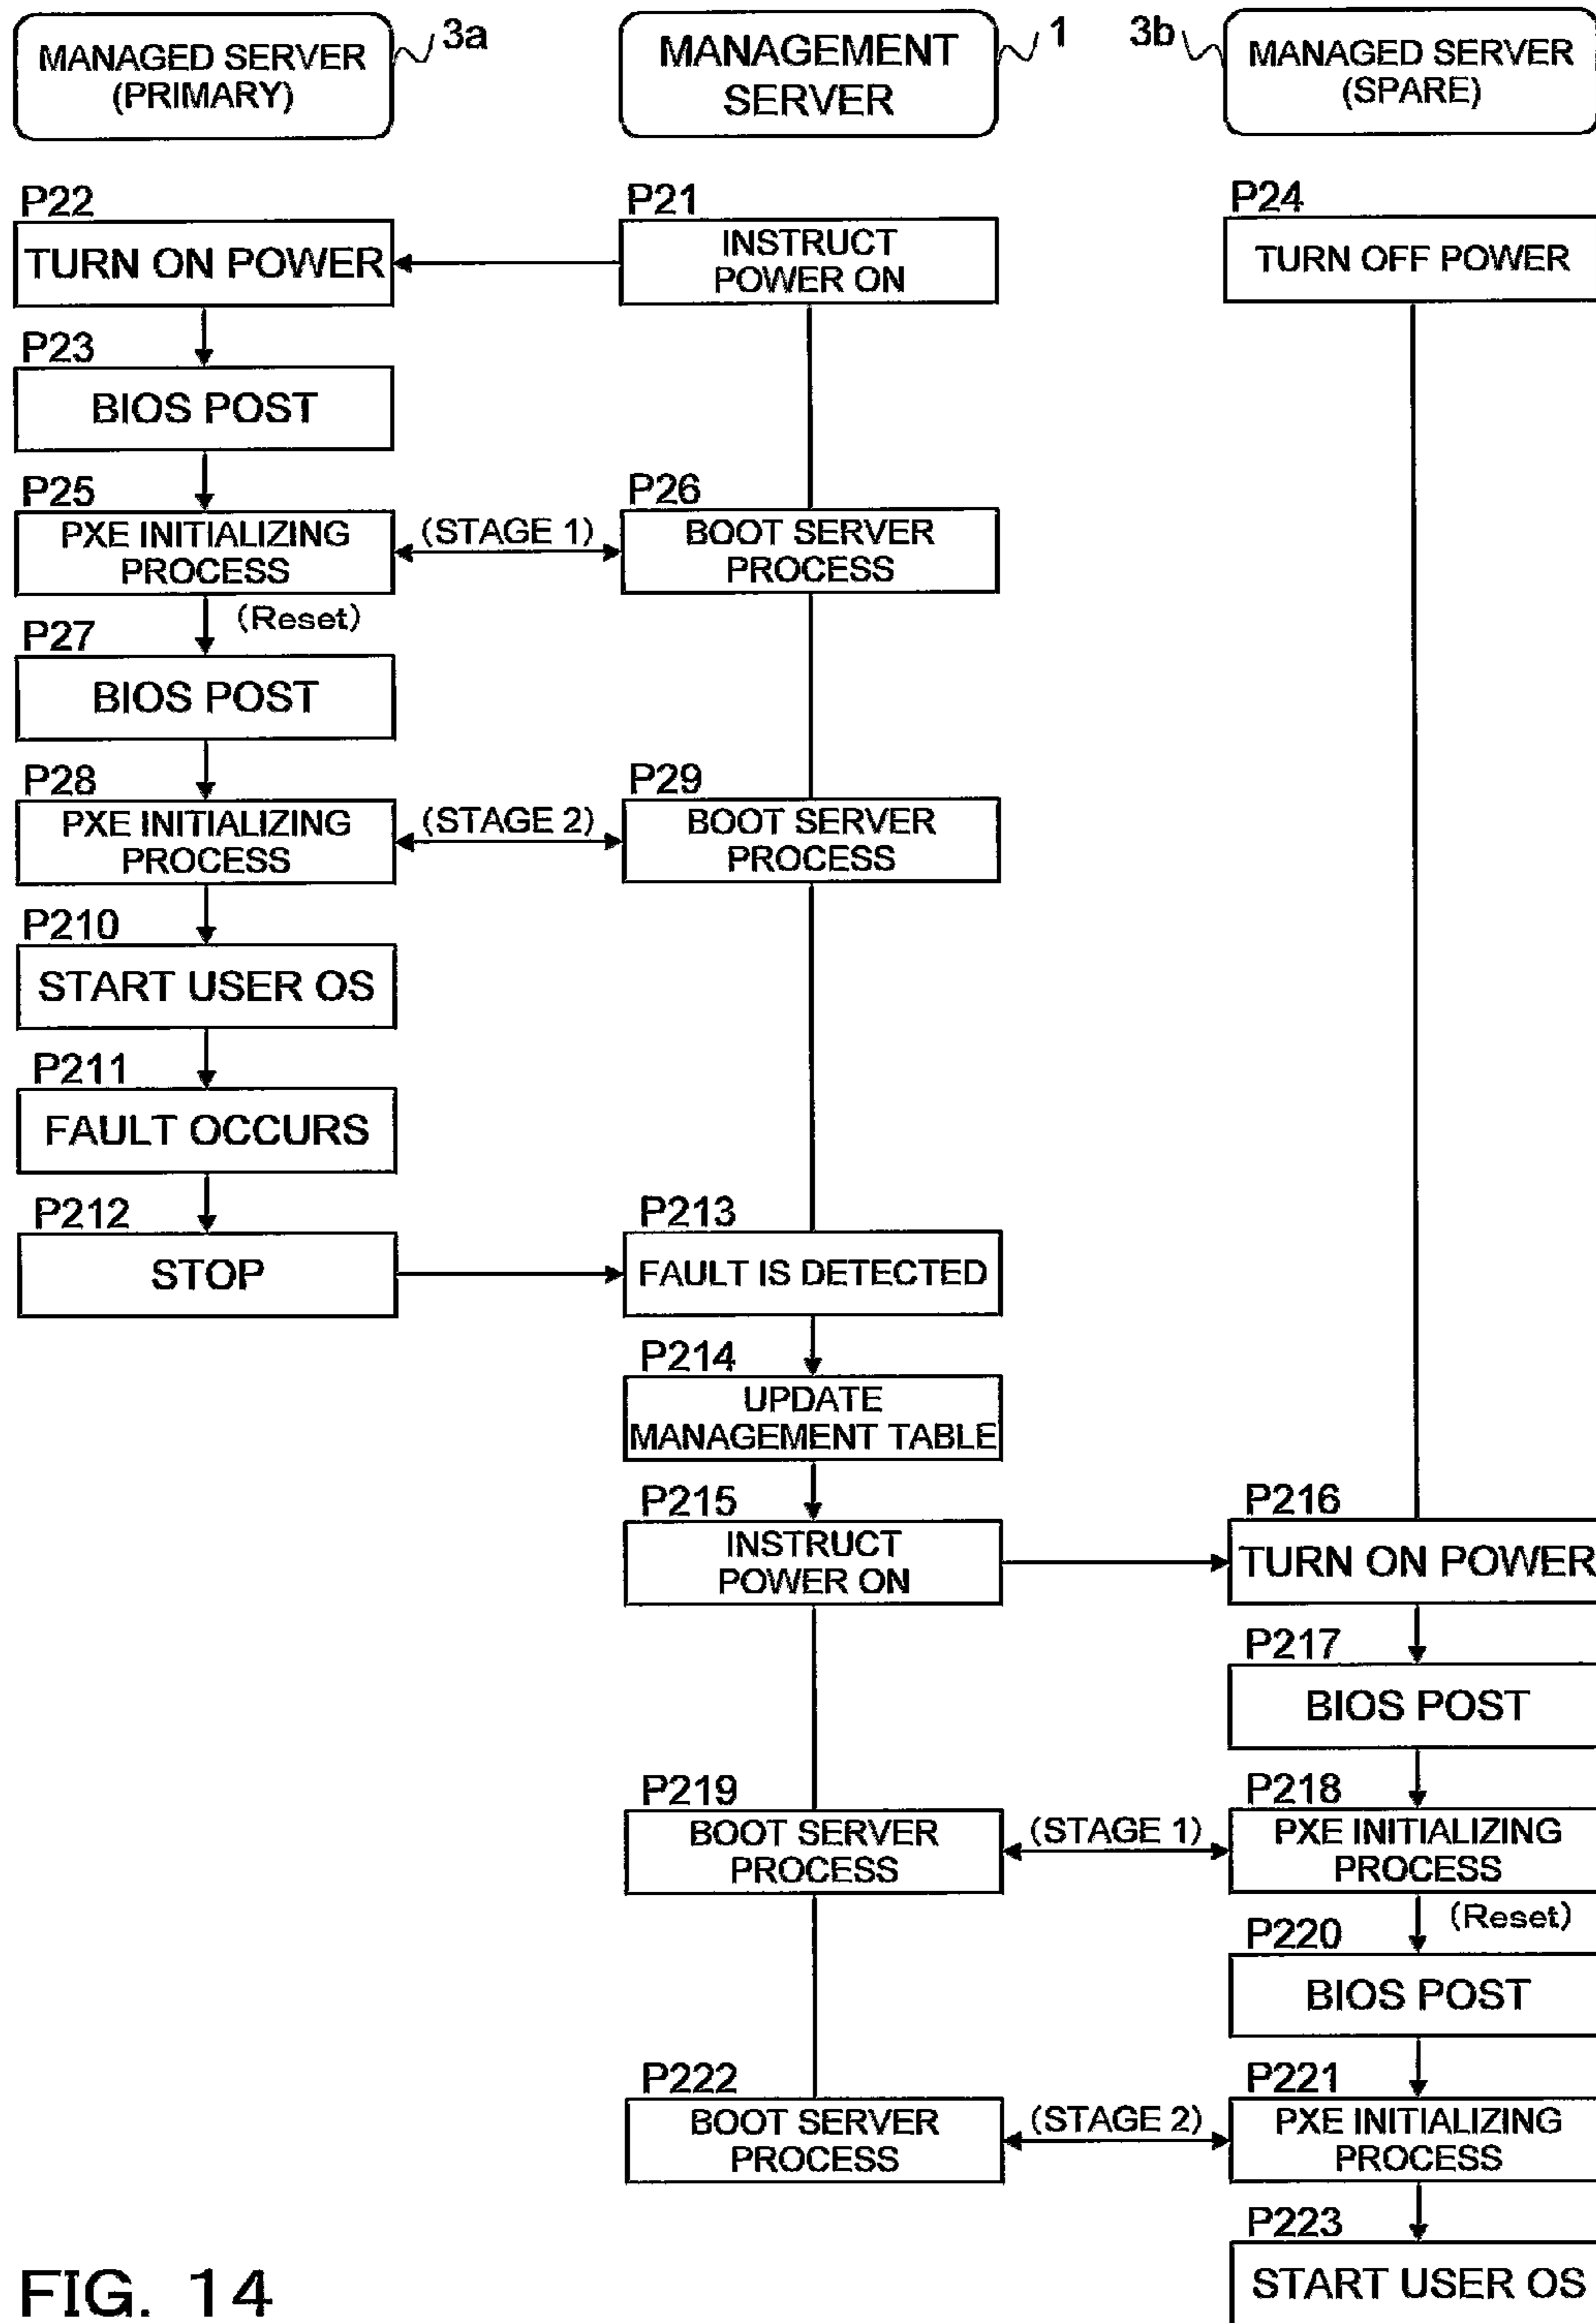 MANAGED SERVER
(PRIMARY)
3a
MANAGEMENT
SERVER
1
3b
MANAGED SERVER
(SPARE)
P22
TURN ON POWER
P21
INSTRUCT
POWER ON
P24
TURN OFF POWER
P23
BIOS POST
P25
PXE INITIALIZING
PROCESS
(STAGE 1)
P26
BOOT SERVER
PROCESS
(Reset)
P27
BIOS POST
P28
PXE INITIALIZING
PROCESS
(STAGE 2)
P29
BOOT SERVER
PROCESS
P210
START USER OS
P211
FAULT OCCURS
P212
STOP
P213
FAULT IS DETECTED
P214
UPDATE
MANAGEMENT TABLE
P215
INSTRUCT
POWER ON
P216
TURN ON POWER
P217
BIOS POST
P219
BOOT SERVER
PROCESS
(STAGE 1)
P218
PXE INITIALIZING
PROCESS
(Reset)
P220
BIOS POST
P222
BOOT SERVER
PROCESS
(STAGE 2)
P221
PXE INITIALIZING
PROCESS
P223
START USER OS
FIG. 14